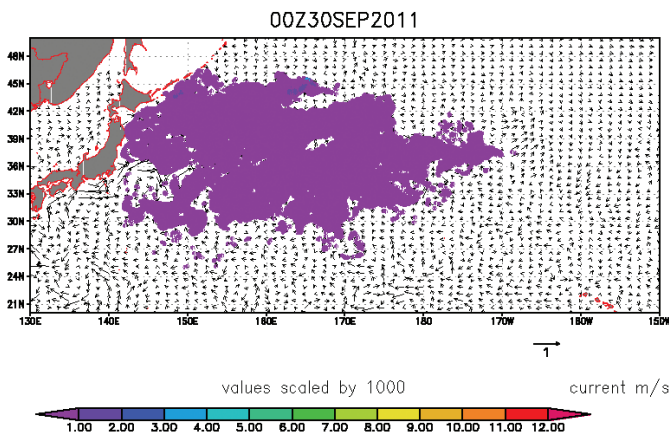 00Z30SEP2011
48N
45N
42N
39N
36N
33N
30N
27N
24N
21N
130E 140E 150E 160E 170E 180 170W 160W 150W
1
values scaled by 1000 current m/s
1.00 2.00 3.00 4.00 5.00 6.00 7.00 8.00 9.00 10.00 11.00 12.00